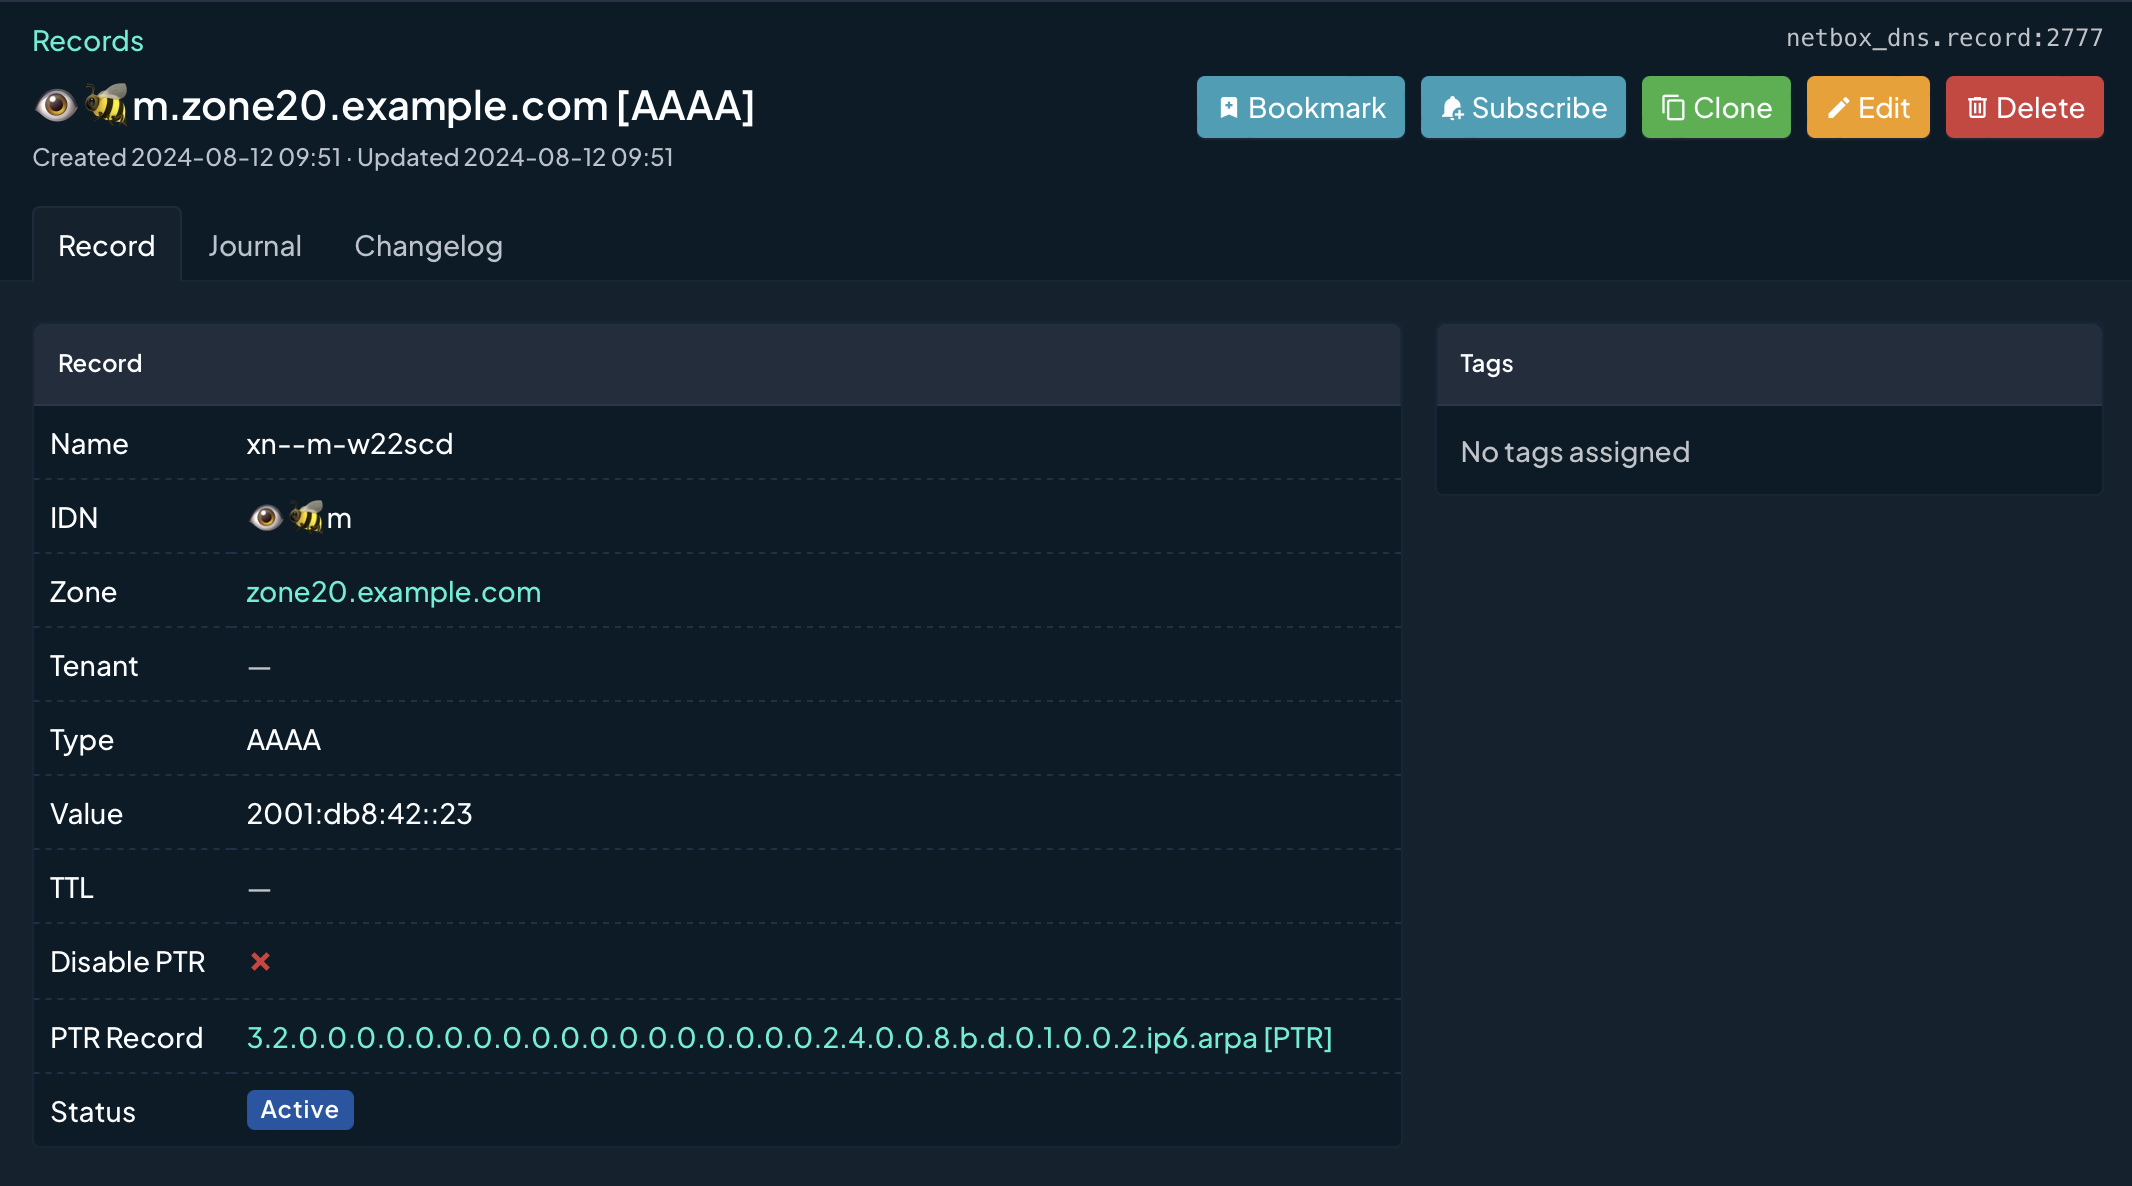 Records
netbox_dns.record:2777
👁🐝m.zone20.example.com [AAAA]
Bookmark
Subscribe
Clone
Edit
Delete
Created 2024-08-12 09:51 · Updated 2024-08-12 09:51
Record
Journal
Changelog
Record
Name xn--m-w22scd
IDN 👁🐝m
Zone zone20.example.com
Tenant —
Type AAAA
Value 2001:db8:42::23
TTL —
Disable PTR
PTR Record 3.2.0.0.0.0.0.0.0.0.0.0.0.0.0.0.0.0.0.0.2.4.0.0.8.b.d.0.1.0.0.2.ip6.arpa [PTR]
Status Active
Tags
No tags assigned